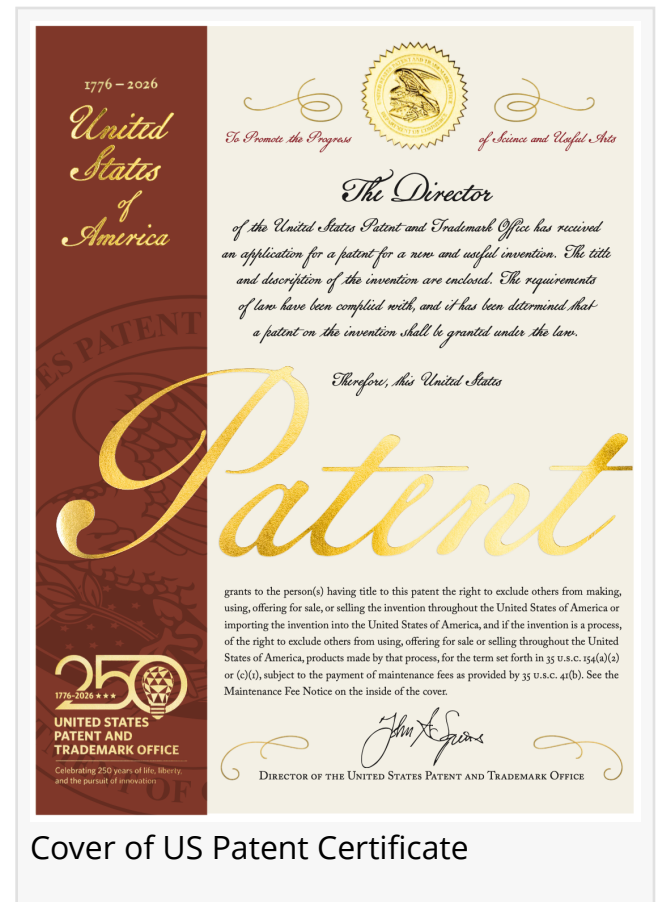 1776 – 2026
United
States
of
America
To Promote the Progress
of Science and Useful Arts
The Director
of the United States Patent and Trademark Office has received
an application for a patent for a new and useful invention. The title
and description of the invention are enclosed. The requirements
of law have been complied with, and it has been determined that
a patent on the invention shall be granted under the law.
Therefore, this United States
Patent
grants to the person(s) having title to this patent the right to exclude others from making,
using, offering for sale, or selling the invention throughout the United States of America or
importing the invention into the United States of America, and if the invention is a process,
of the right to exclude others from using, offering for sale or selling throughout the United
States of America, products made by that process, for the term set forth in 35 U.S.C. 154(a)(2)
or (c)(1), subject to the payment of maintenance fees as provided by 35 U.S.C. 41(b). See the
Maintenance Fee Notice on the inside of the cover.
ES PATENT
250
1776-2026 ★★★
UNITED STATES
PATENT AND
TRADEMARK OFFICE
Celebrating 250 years of life, liberty,
and the pursuit of innovation
OF
John A Squires
DIRECTOR OF THE UNITED STATES PATENT AND TRADEMARK OFFICE
Cover of US Patent Certificate